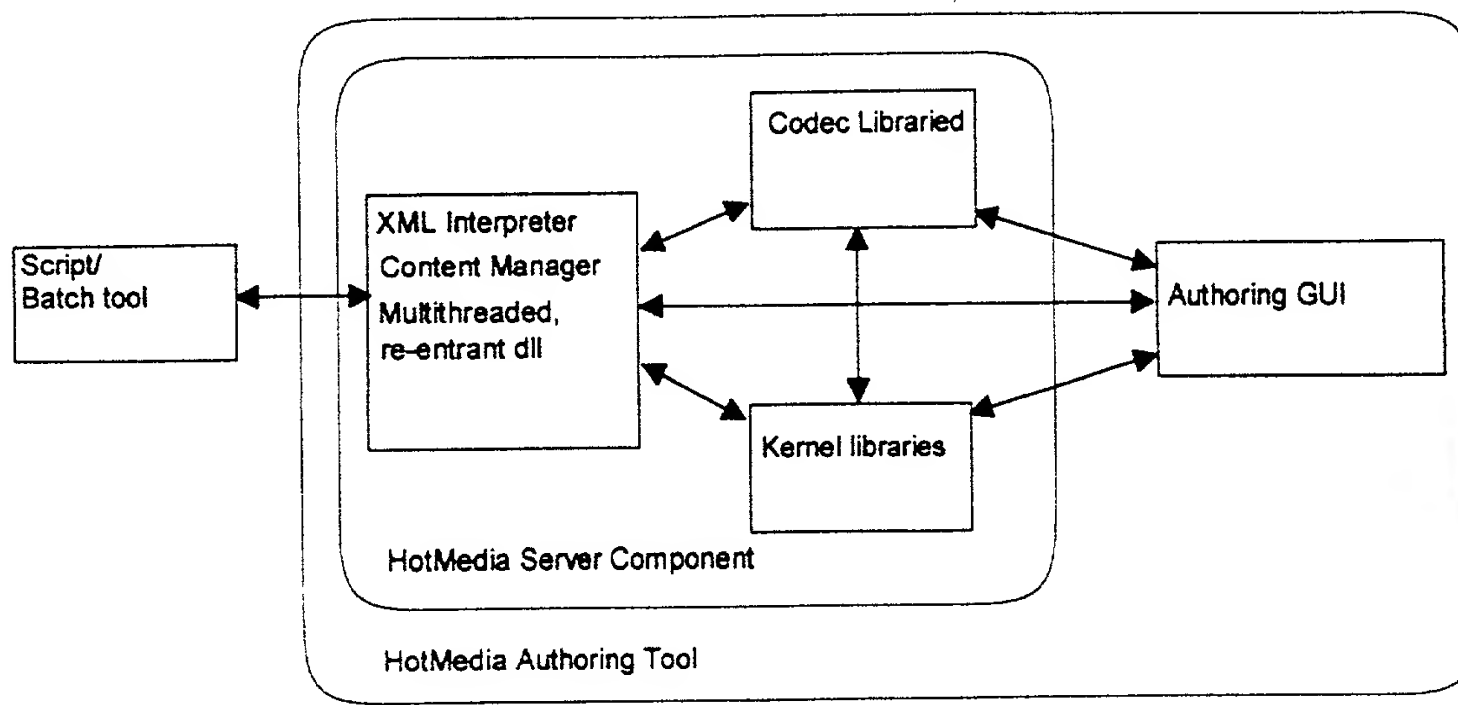 Codec Libraried
XML Interpreter
Content Manager
Multithreaded,
re-entrant dll
Script/
Batch tool
Authoring GUI
Kernel libraries
HotMedia Server Component
HotMedia Authoring Tool